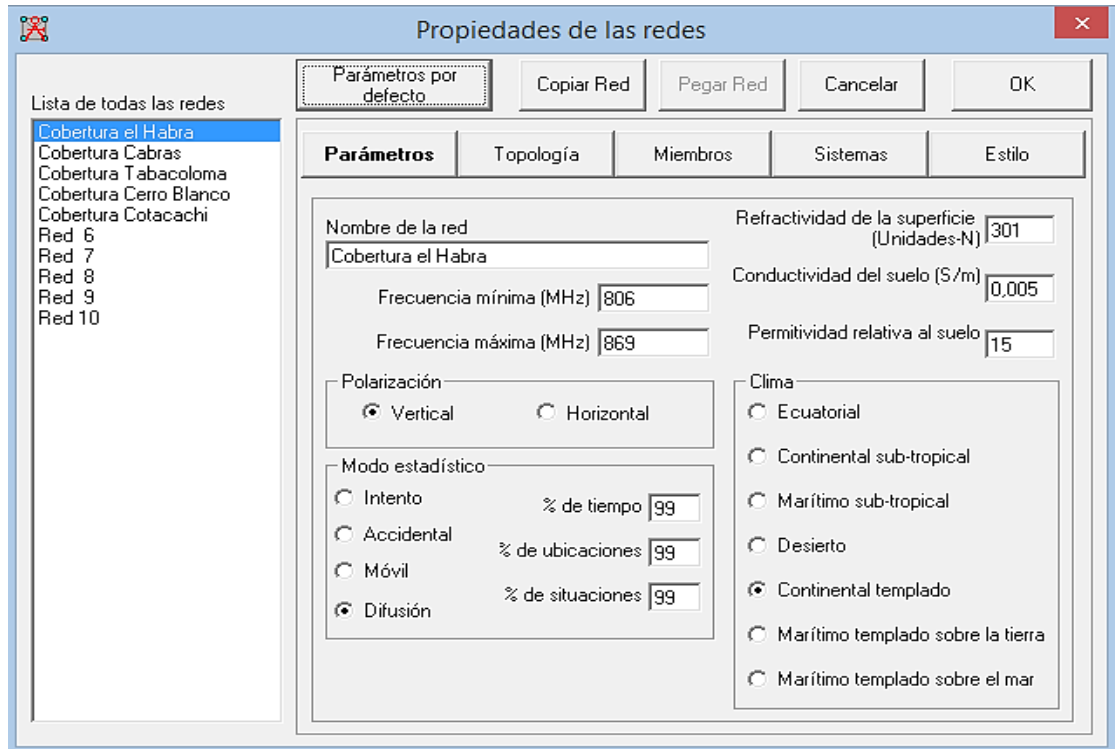 Propiedades de las redes
Lista de todas las redes
Cobertura el Habra
Cobertura Cabras
Cobertura Tabacoloma
Cobertura Cerro Blanco
Cobertura Cotacachi
Red 6
Red 7
Red 8
Red 9
Red 10
Parámetros por
defecto
Copiar Red
Pegar Red
Cancelar
OK
Parámetros
Topología
Miembros
Sistemas
Estilo
Nombre de la red
Cobertura el Habra
Frecuencia mínima (MHz) 806
Frecuencia máxima (MHz) 869
Polarización
Vertical
Horizontal
Modo estadístico
Intento
Accidental
Móvil
Difusión
% de tiempo 99
% de ubicaciones 99
% de situaciones 99
Refractividad de la superficie
(Unidades-N) 301
Conductividad del suelo (S/m) 0,005
Permitividad relativa al suelo 15
Clima
Ecuatorial
Continental sub-tropical
Marítimo sub-tropical
Desierto
Continental templado
Marítimo templado sobre la tierra
Marítimo templado sobre el mar